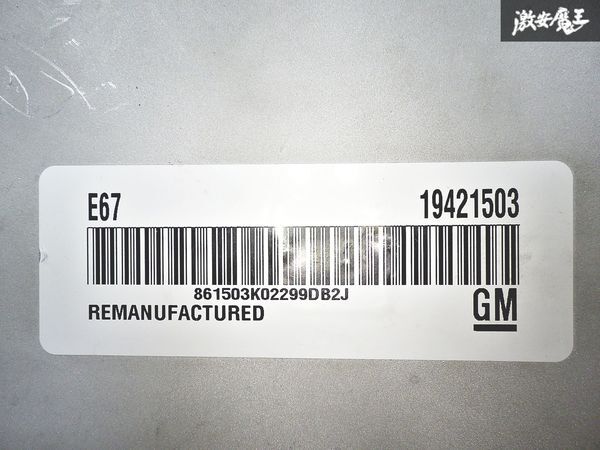 激安魔王
E67 19421503
861503K02299DB2J
REMANUFACTURED
GM